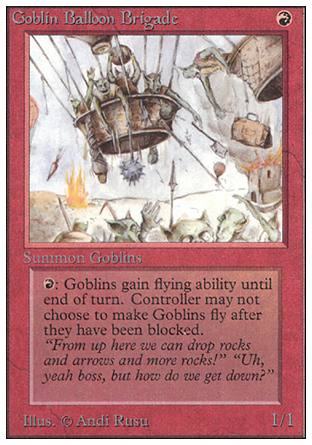 Goblin Balloon Brigade
Summon Goblins
: Goblins gain flying ability until
end of turn. Controller may not
choose to make Goblins fly after
they have been blocked.
"From up here we can drop rocks
and arrows and more rocks!" "Uh,
yeah boss, but how do we get down?"
Illus. © Andi Rusu
1/1